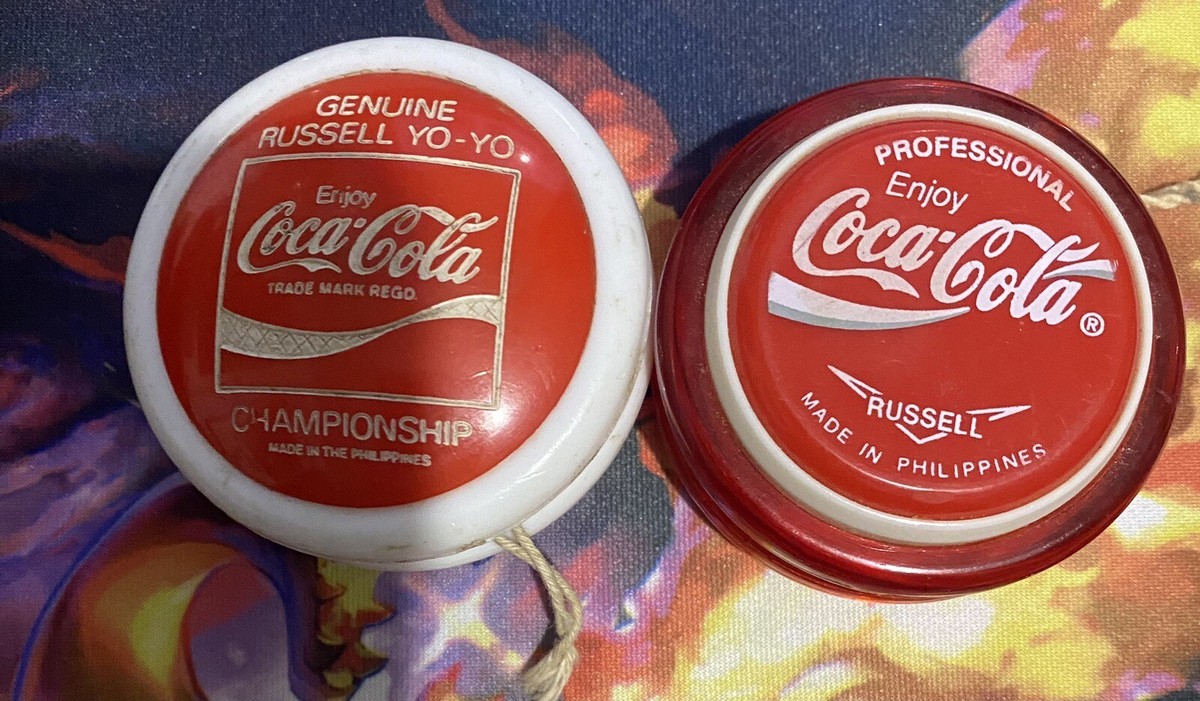 GENUINE
RUSSELL YO-YO
Enjoy
Coca-Cola
TRADE MARK REGD.
CHAMPIONSHIP
MADE IN THE PHILIPPINES
PROFESSIONAL
Enjoy
Coca-Cola®
RUSSELL
MADE IN PHILIPPINES